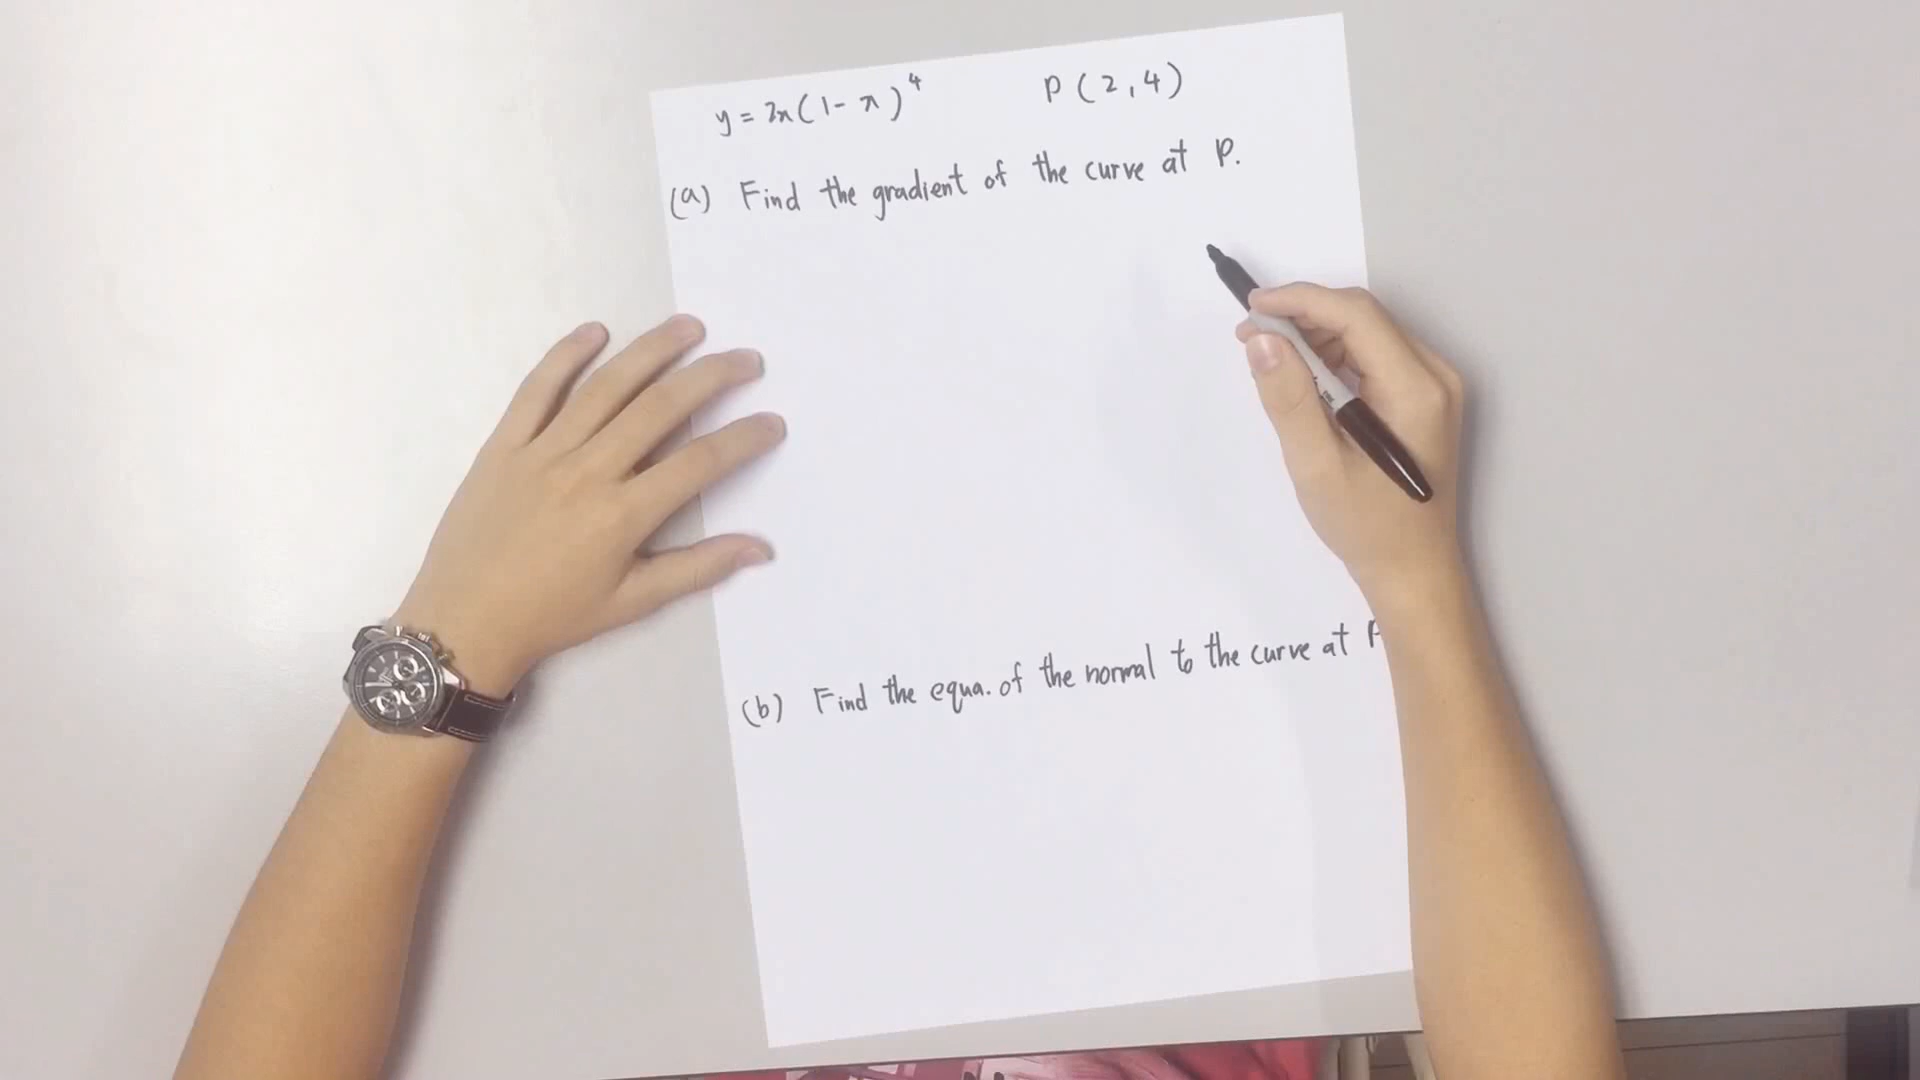 y = 2x(1-x)⁴ P(2,4)
(a) Find the gradient of the curve at P.
(b) Find the equa. of the normal to the curve at P